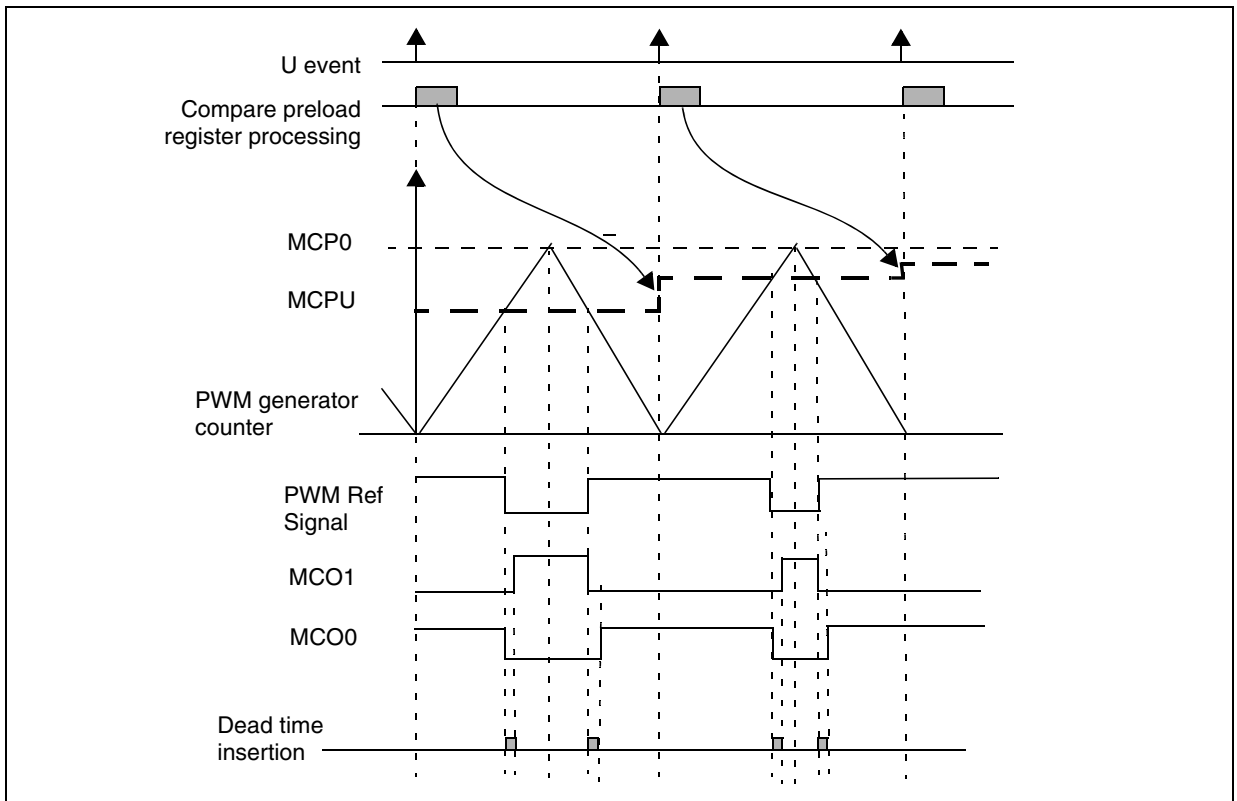 U event
Compare preload
register processing
MCP0
MCPU
PWM generator
counter
PWM Ref
Signal
MCO1
MCO0
Dead time
insertion